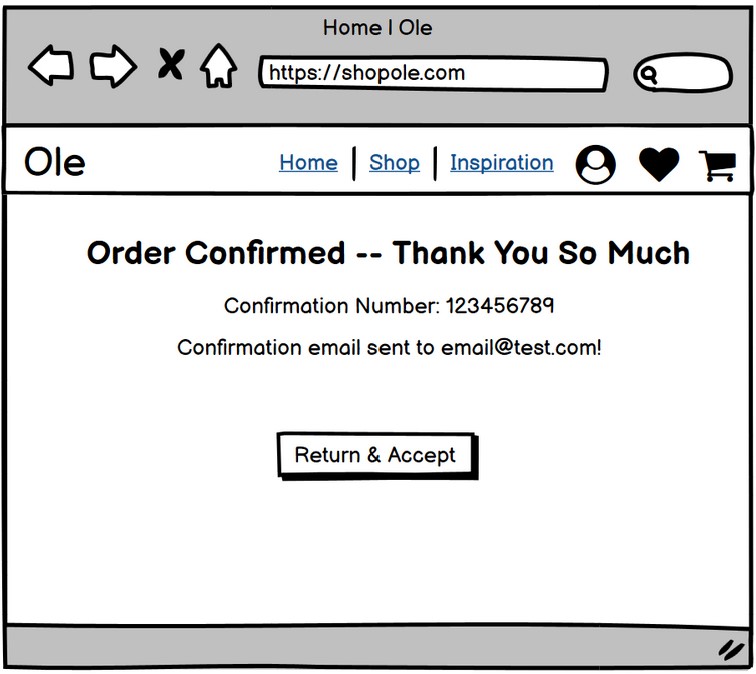 Home | Ole
https://shopole.com
Ole
Home | Shop | Inspiration
Order Confirmed -- Thank You So Much
Confirmation Number: 123456789
Confirmation email sent to email@test.com!
Return & Accept